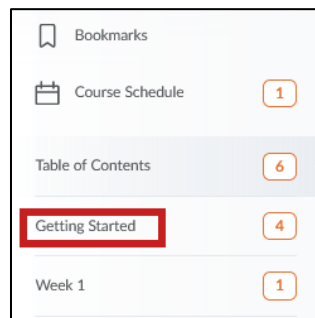 Bookmarks
Course Schedule 1
Table of Contents 6
Getting Started 4
Week 1 1